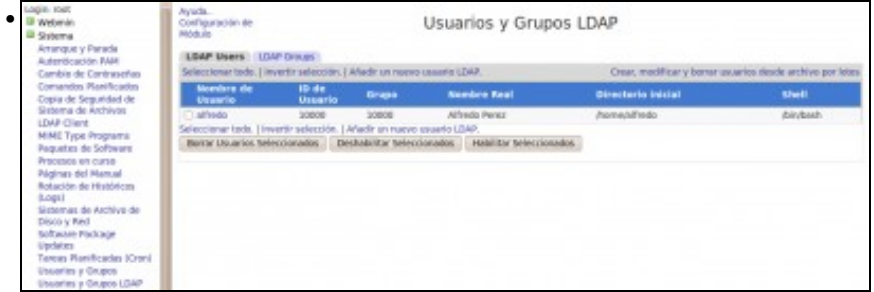 Login: root
Webmin
Sistema
Arranque y Parada
Autenticación PAM
Cambio de Contraseñas
Comandos Planificados
Copia de Seguridad de
Sistema de Archivos
LDAP Client
MIME Type Programs
Paquetes de Software
Procesos en curso
Páginas del Manual
Rotación de Históricos
(Logs)
Sistemas de Archivo de
Disco y Red
Software Package
Updates
Tareas Planificadas (Cron)
Usuarios y Grupos
Usuarios y Grupos LDAP
Ayuda..
Configuración de
Módulo
Usuarios y Grupos LDAP
LDAP Users LDAP Groups
Seleccionar todo. | Invertir selección. | Añadir un nuevo usuario LDAP. Crear, modificar y borrar usuarios desde archivo por lotes
Nombre de Usuario ID de Usuario Grupo Nombre Real Directorio inicial Shell
alfredo 10000 10000 Alfredo Perez /home/alfredo /bin/bash
Seleccionar todo. | Invertir selección. | Añadir un nuevo usuario LDAP.
Borrar Usuarios Seleccionados Deshabilitar Seleccionados Habilitar Seleccionados